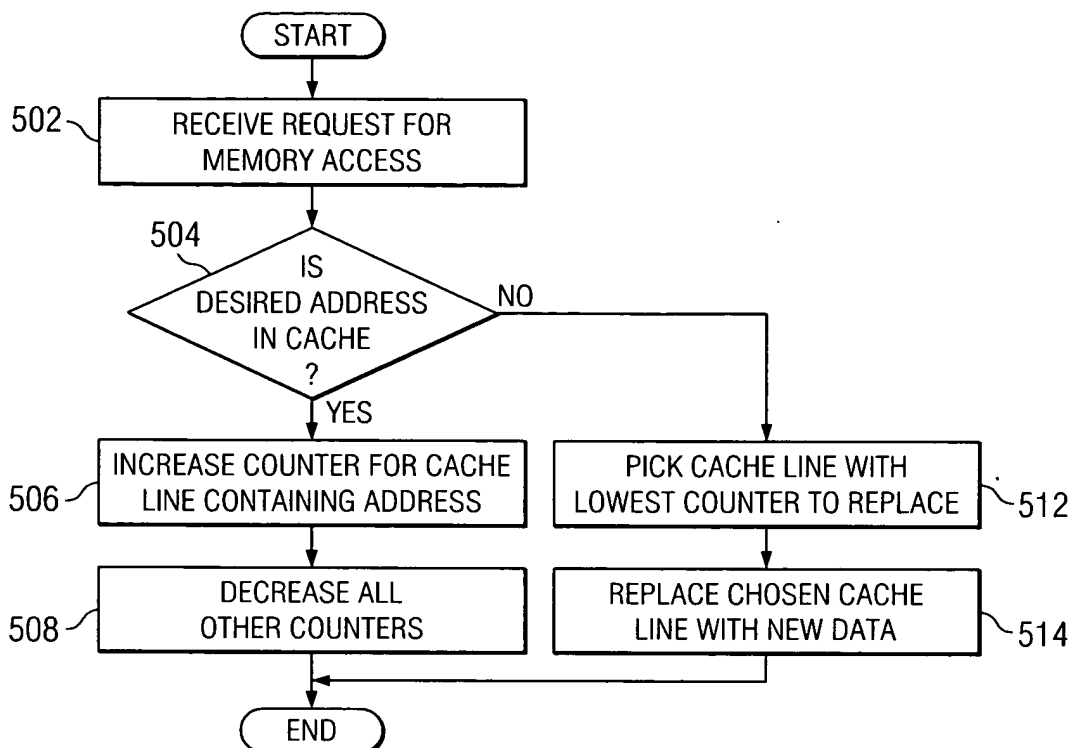 START
502
RECEIVE REQUEST FOR
MEMORY ACCESS
504
IS
DESIRED ADDRESS
IN CACHE
?
NO
YES
506
INCREASE COUNTER FOR CACHE
LINE CONTAINING ADDRESS
PICK CACHE LINE WITH
LOWEST COUNTER TO REPLACE
512
508
DECREASE ALL
OTHER COUNTERS
REPLACE CHOSEN CACHE
LINE WITH NEW DATA
514
END